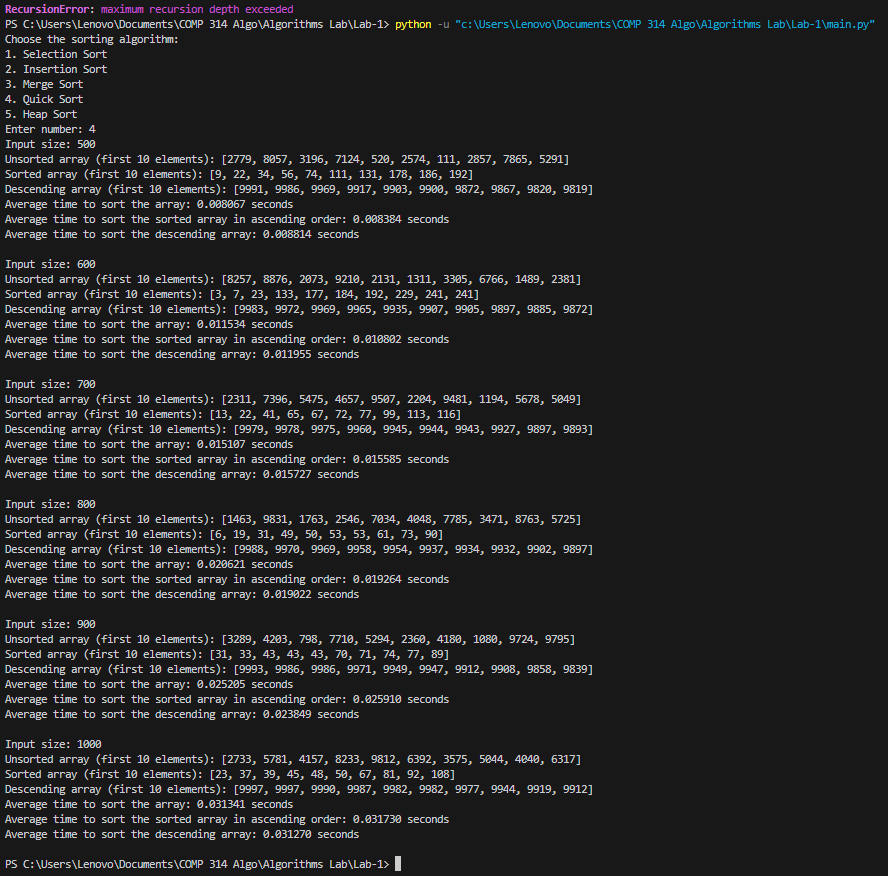 RecursionError: maximum recursion depth exceeded
PS C:\Users\Lenovo\Documents\COMP 314 Algo\Algorithms Lab\Lab-1> python -u "c:\Users\Lenovo\Documents\COMP 314 Algo\Algorithms Lab\Lab-1\main.py"
Choose the sorting algorithm:
1. Selection Sort
2. Insertion Sort
3. Merge Sort
4. Quick Sort
5. Heap Sort
Enter number: 4
Input size: 500
Unsorted array (first 10 elements): [2779, 8057, 3196, 7124, 520, 2574, 111, 2857, 7865, 5291]
Sorted array (first 10 elements): [9, 22, 34, 56, 74, 111, 131, 178, 186, 192]
Descending array (first 10 elements): [9991, 9986, 9969, 9917, 9903, 9900, 9872, 9867, 9820, 9819]
Average time to sort the array: 0.008067 seconds
Average time to sort the sorted array in ascending order: 0.008384 seconds
Average time to sort the descending array: 0.008814 seconds
Input size: 600
Unsorted array (first 10 elements): [8257, 8876, 2073, 9210, 2131, 1311, 3305, 6766, 1489, 2381]
Sorted array (first 10 elements): [3, 7, 23, 133, 177, 184, 192, 229, 241, 241]
Descending array (first 10 elements): [9983, 9972, 9969, 9965, 9935, 9907, 9905, 9897, 9885, 9872]
Average time to sort the array: 0.011534 seconds
Average time to sort the sorted array in ascending order: 0.010802 seconds
Average time to sort the descending array: 0.011955 seconds
Input size: 700
Unsorted array (first 10 elements): [2311, 7396, 5475, 4657, 9507, 2204, 9481, 1194, 5678, 5049]
Sorted array (first 10 elements): [13, 22, 41, 65, 67, 72, 77, 99, 113, 116]
Descending array (first 10 elements): [9979, 9978, 9975, 9960, 9945, 9944, 9943, 9927, 9897, 9893]
Average time to sort the array: 0.015107 seconds
Average time to sort the sorted array in ascending order: 0.015585 seconds
Average time to sort the descending array: 0.015727 seconds
Input size: 800
Unsorted array (first 10 elements): [1463, 9831, 1763, 2546, 7034, 4048, 7785, 3471, 8763, 5725]
Sorted array (first 10 elements): [6, 19, 31, 49, 50, 53, 53, 61, 73, 90]
Descending array (first 10 elements): [9988, 9970, 9969, 9958, 9954, 9937, 9934, 9932, 9902, 9897]
Average time to sort the array: 0.020621 seconds
Average time to sort the sorted array in ascending order: 0.019264 seconds
Average time to sort the descending array: 0.019022 seconds
Input size: 900
Unsorted array (first 10 elements): [3289, 4203, 798, 7710, 5294, 2360, 4180, 1080, 9724, 9795]
Sorted array (first 10 elements): [31, 33, 43, 43, 43, 70, 71, 74, 77, 89]
Descending array (first 10 elements): [9993, 9986, 9986, 9971, 9949, 9947, 9912, 9908, 9858, 9839]
Average time to sort the array: 0.025205 seconds
Average time to sort the sorted array in ascending order: 0.025910 seconds
Average time to sort the descending array: 0.023849 seconds
Input size: 1000
Unsorted array (first 10 elements): [2733, 5781, 4157, 8233, 9812, 6392, 3575, 5044, 4040, 6317]
Sorted array (first 10 elements): [23, 37, 39, 45, 48, 50, 67, 81, 92, 108]
Descending array (first 10 elements): [9997, 9997, 9990, 9987, 9982, 9982, 9977, 9944, 9919, 9912]
Average time to sort the array: 0.031341 seconds
Average time to sort the sorted array in ascending order: 0.031730 seconds
Average time to sort the descending array: 0.031270 seconds
PS C:\Users\Lenovo\Documents\COMP 314 Algo\Algorithms Lab\Lab-1>